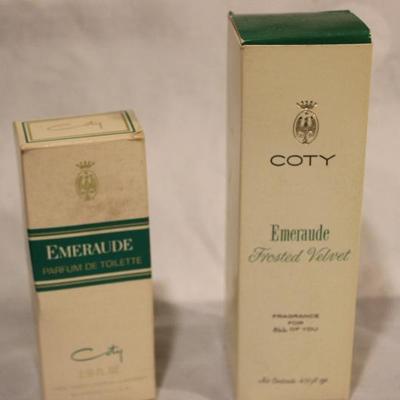 Coty
EMERAUDE
PARFUM DE TOILETTE
Coty
COTY
Emeraude
Frosted Velvet
FRAGRANCE
FOR
ALL OF YOU